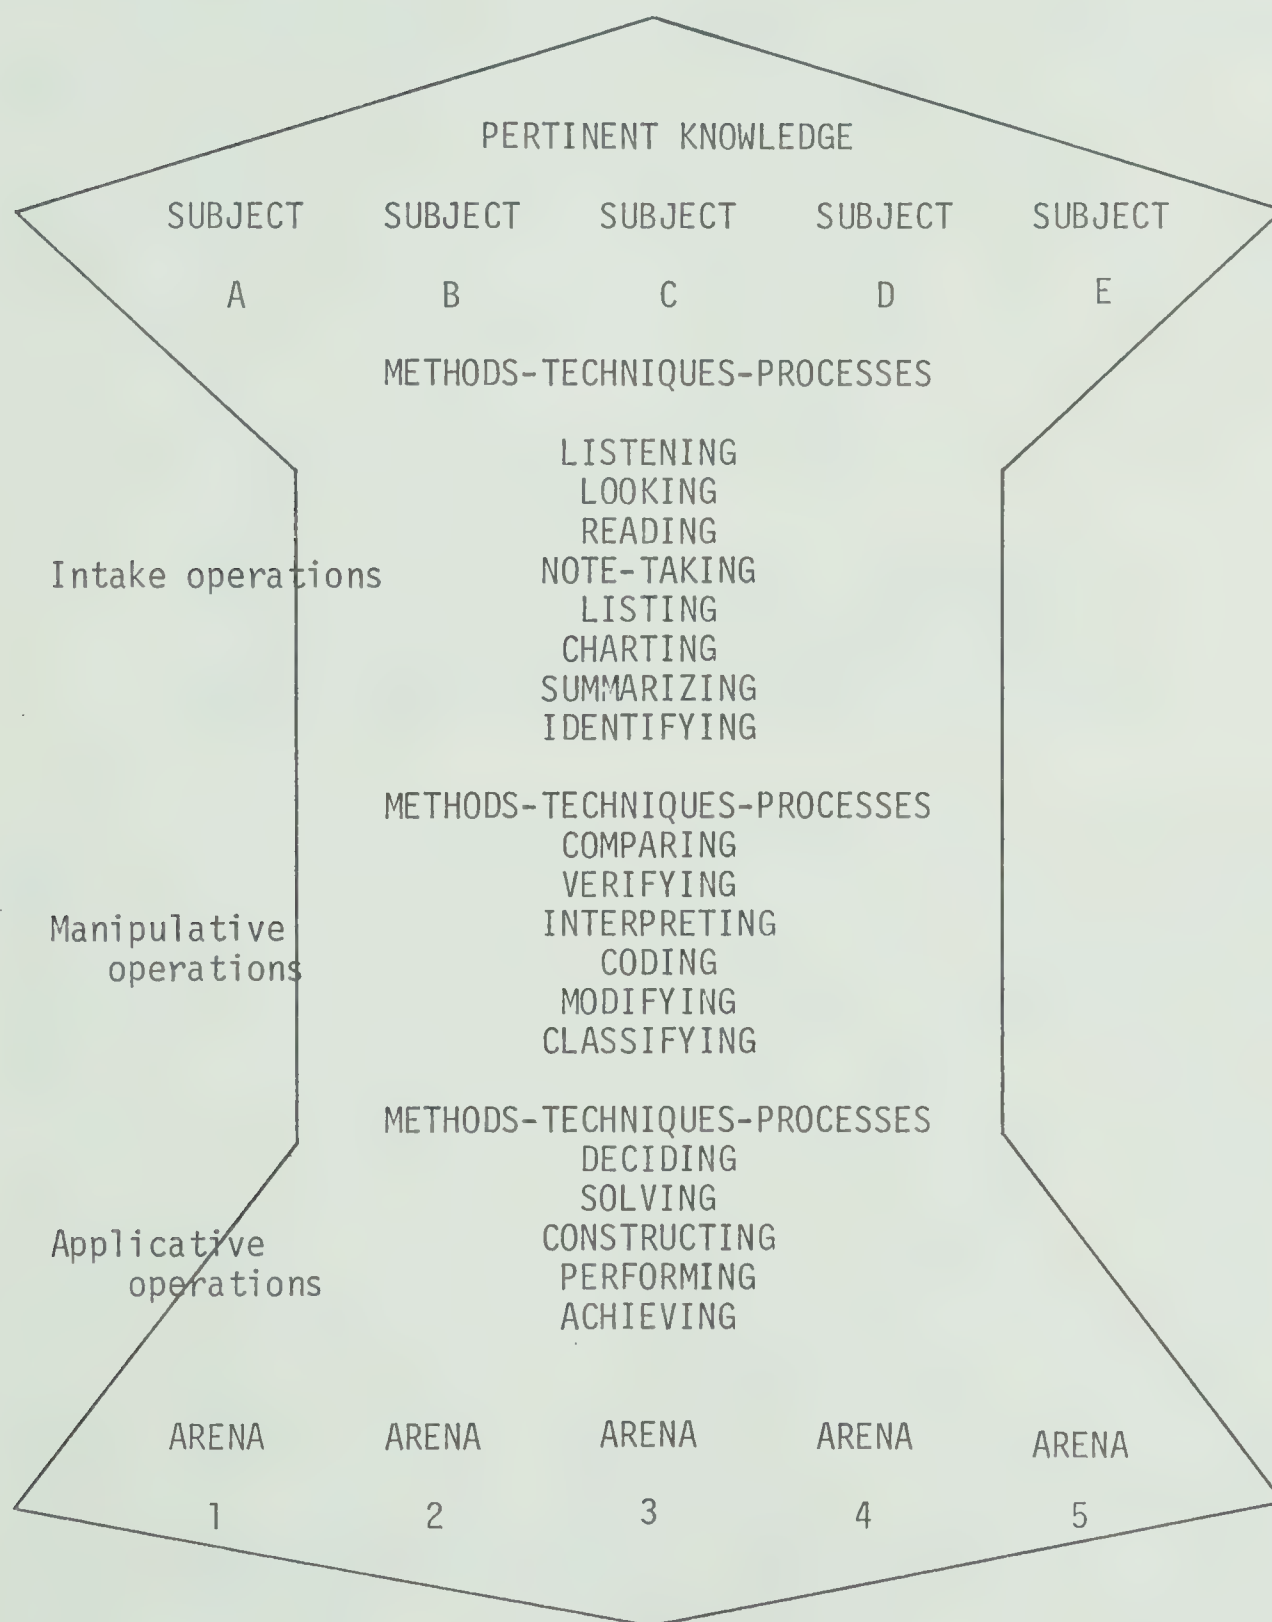 PERTINENT KNOWLEDGE
SUBJECT SUBJECT SUBJECT SUBJECT SUBJECT
A B C D E
METHODS-TECHNIQUES-PROCESSES
LISTENING
LOOKING
READING
Intake operations NOTE-TAKING
LISTING
CHARTING
SUMMARIZING
IDENTIFYING
METHODS-TECHNIQUES-PROCESSES
COMPARING
VERIFYING
Manipulative INTERPRETING
operations CODING
MODIFYING
CLASSIFYING
METHODS-TECHNIQUES-PROCESSES
DECIDING
SOLVING
Applicative CONSTRUCTING
operations PERFORMING
ACHIEVING
ARENA ARENA ARENA ARENA ARENA
1 2 3 4 5